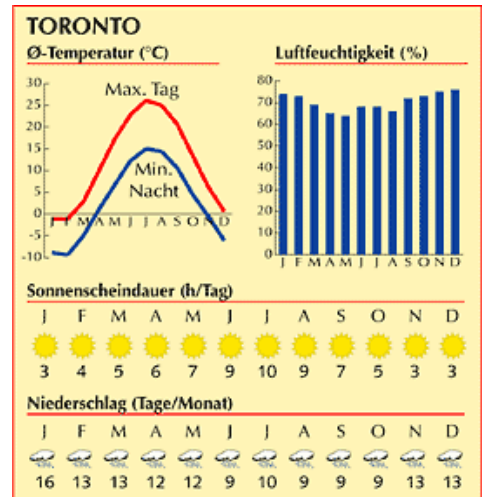 TORONTO
Ø-Temperatur (°C)
30
25
20
15
10
5
0
-5
-10
Max. Tag
Min.
Nacht
J F M A M J J A S O N D
Luftfeuchtigkeit (%)
80
70
60
50
40
30
20
10
0
J F M A M J J A S O N D
Sonnenscheindauer (h/Tag)
J F M A M J J A S O N D
3 4 5 6 7 9 10 9 7 5 3 3
Niederschlag (Tage/Monat)
J F M A M J J A S O N D
16 13 13 12 12 9 10 9 9 9 13 13